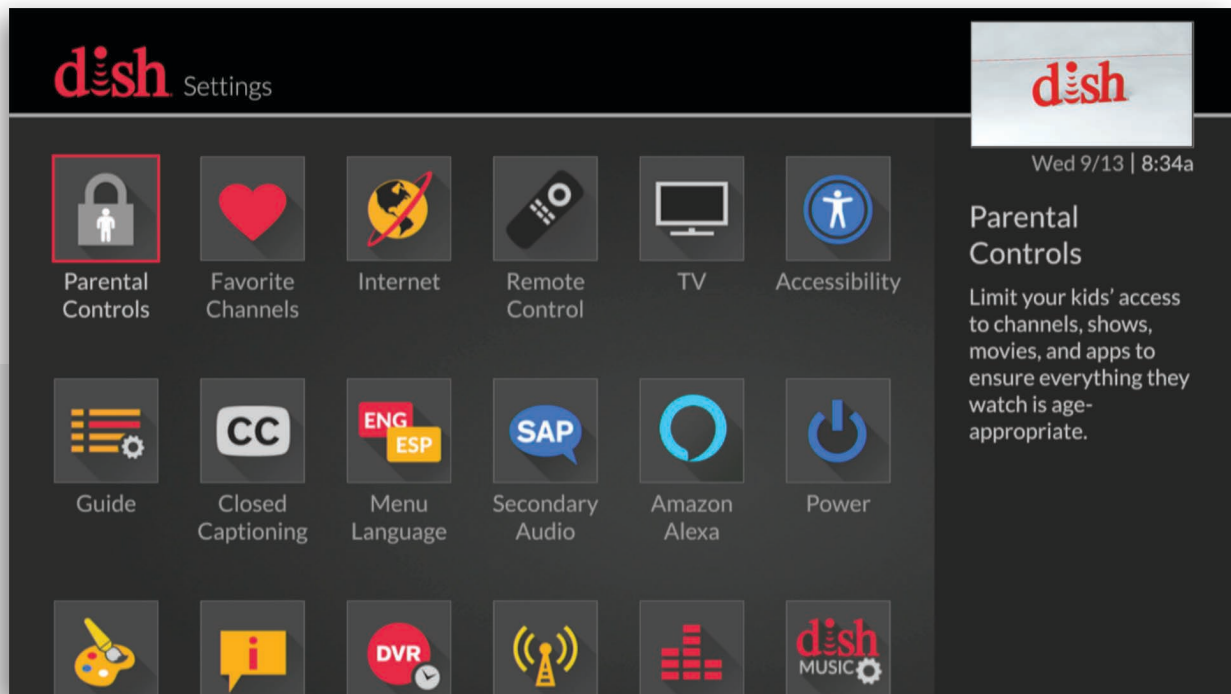 dish Settings
dish
Wed 9/13 | 8:34a
Parental
Controls
Favorite
Channels
Internet
Remote
Control
TV
Accessibility
Parental
Controls
Limit your kids' access
to channels, shows,
movies, and apps to
ensure everything they
watch is age-
appropriate.
ENG
ESP
CC
SAP
Guide
Closed
Captioning
Menu
Language
Secondary
Audio
Amazon
Alexa
Power
i
DVR
dish
MUSIC